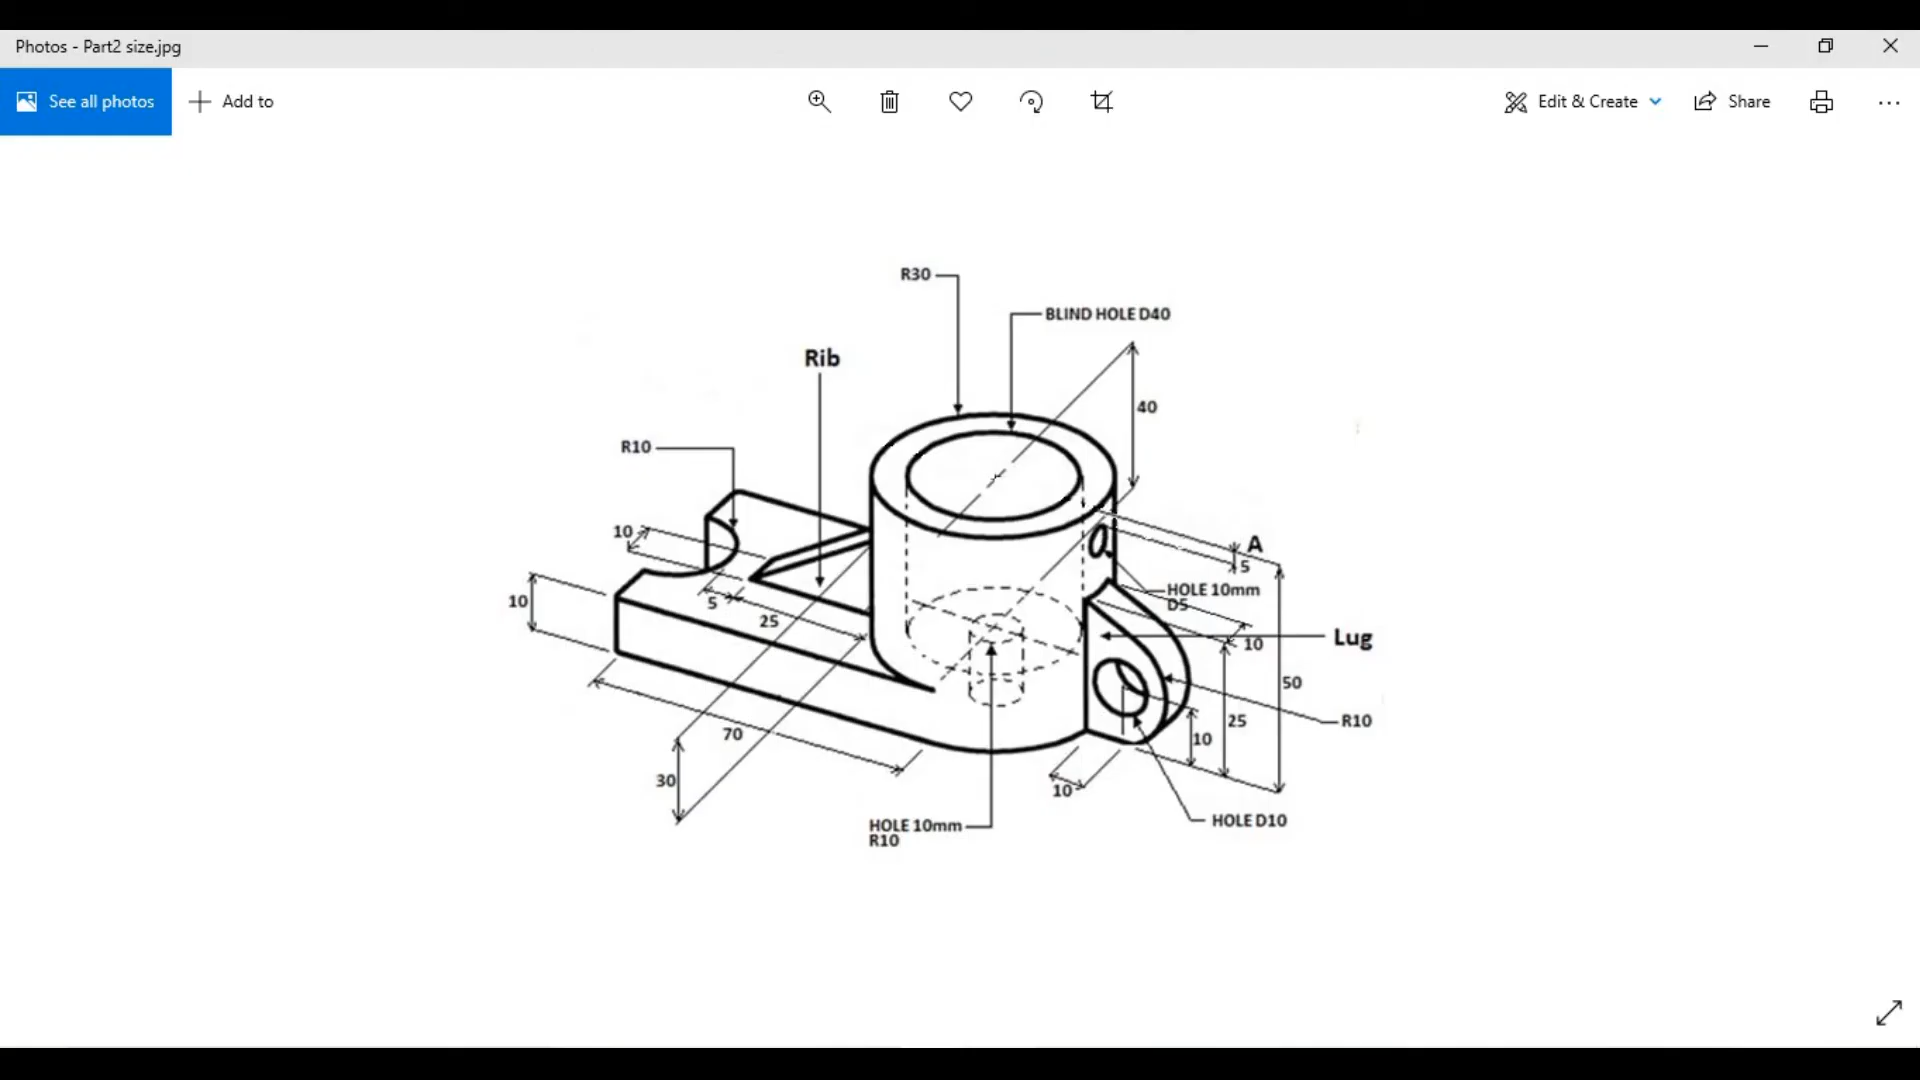 Photos - Part2 size.jpg
See all photos
Add to
Edit & Create
Share
R30
BLIND HOLE D40
Rib
40
R10
10
A
5
10
HOLE 10mm
D5
5
25
Lug
10
50
R10
25
70
10
30
10
HOLE 10mm
R10
HOLE D10